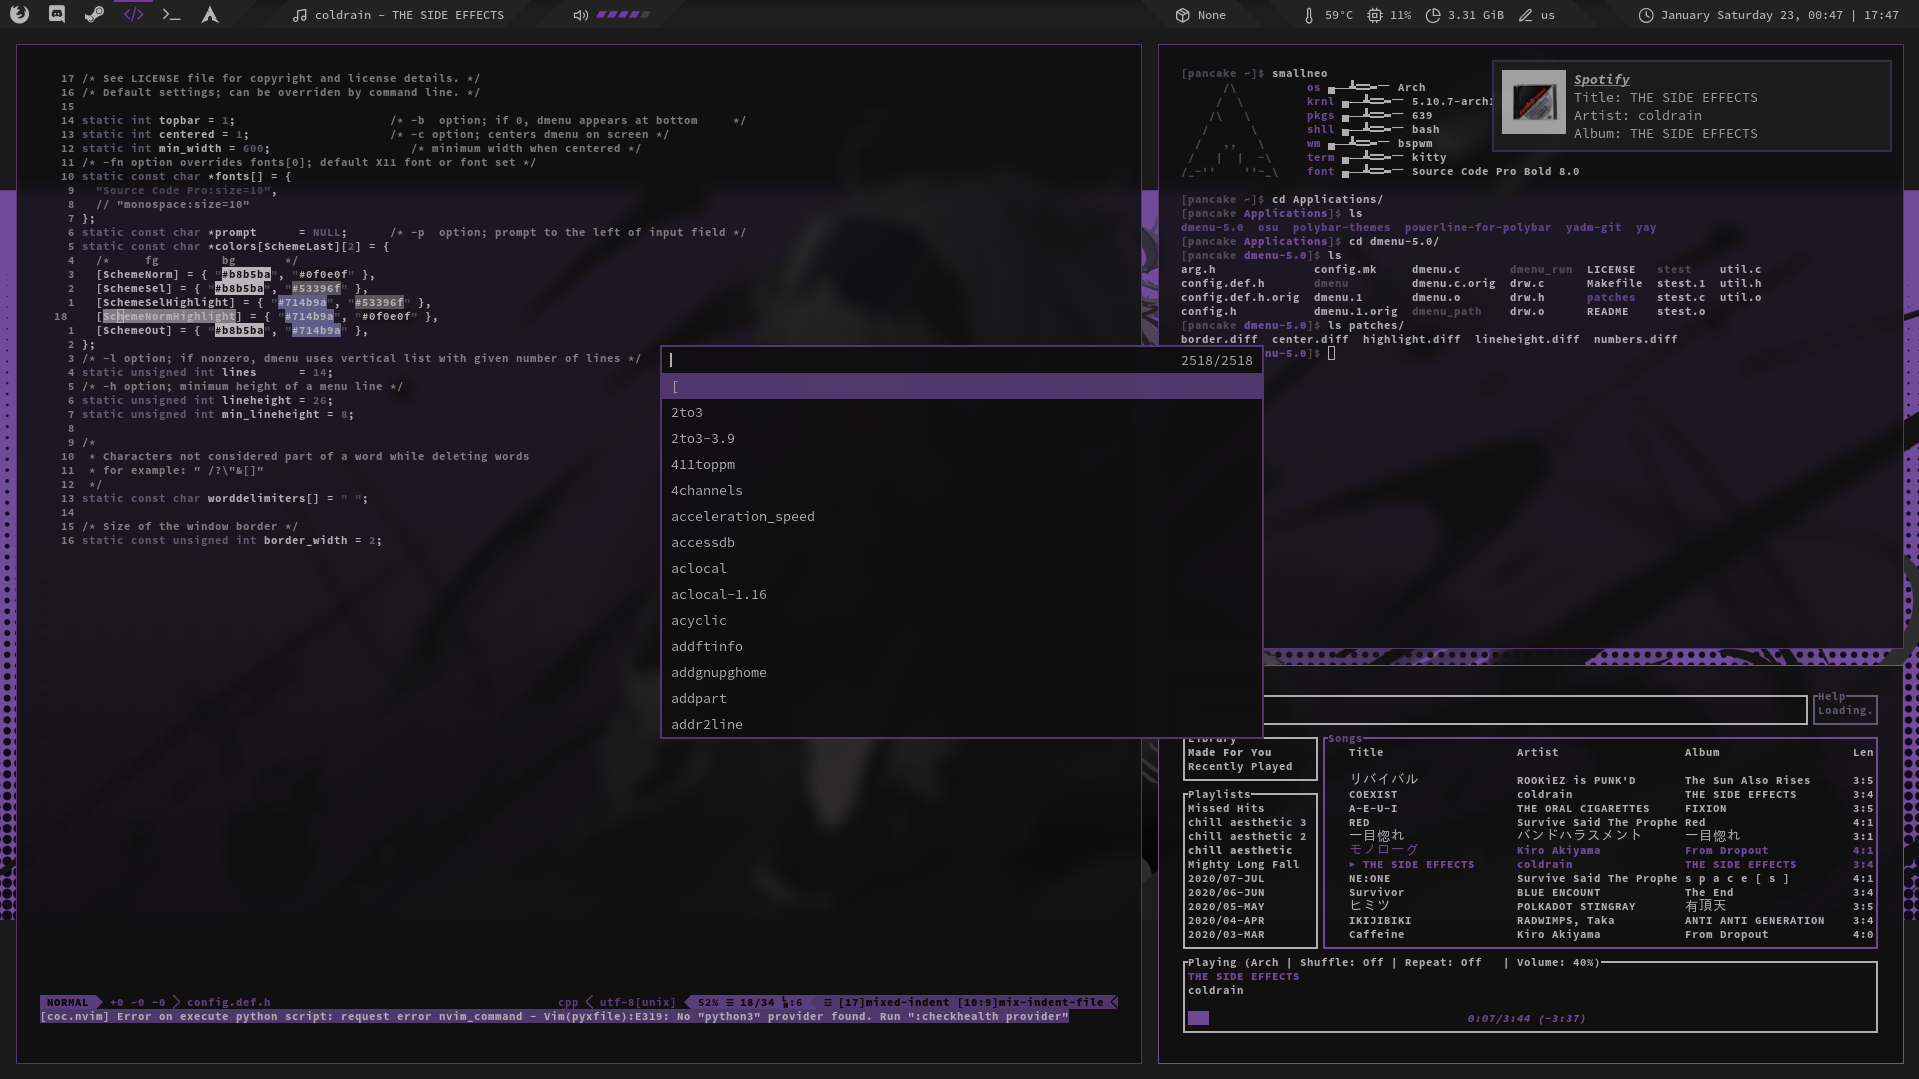 coldrain – THE SIDE EFFECTS
None
59°C 11% 3.31 GiB us
January Saturday 23, 00:47 | 17:47
17 /* See LICENSE file for copyright and license details. */
16 /* Default settings; can be overriden by command line. */
15
14 static int topbar = 1; /* -b  option; if 0, dmenu appears at bottom     */
13 static int centered = 1; /* -c option; centers dmenu on screen */
12 static int min_width = 600; /* minimum width when centered */
11 /* -fn option overrides fonts[0]; default X11 font or font set */
10 static const char *fonts[] = {
9 "Source Code Pro:size=10",
8 // "monospace:size=10"
7 };
6 static const char *prompt      = NULL;      /* -p  option; prompt to the left of input field */
5 static const char *colors[SchemeLast][2] = {
4 /*     fg         bg       */
3 [SchemeNorm] = { "#b8b5ba", "#0f0e0f" },
2 [SchemeSel] = { "#b8b5ba", "#53396f" },
1 [SchemeSelHighlight] = { "#714b9a", "#53396f" },
18 [SchemeNormHighlight] = { "#714b9a", "#0f0e0f" },
1 [SchemeOut] = { "#b8b5ba", "#714b9a" },
2 };
3 /* -l option; if nonzero, dmenu uses vertical list with given number of lines */
4 static unsigned int lines      = 14;
5 /* -h option; minimum height of a menu line */
6 static unsigned int lineheight = 26;
7 static unsigned int min_lineheight = 8;
8
9 /*
10 * Characters not considered part of a word while deleting words
11 * for example: " /?\"&[]"
12 */
13 static const char worddelimiters[] = " ";
14
15 /* Size of the window border */
16 static const unsigned int border_width = 2;
NORMAL +0 ~0 -0 config.def.h cpp utf-8[unix] 52% ☰ 18/34 :6 ☲ [17]mixed-indent [10:9]mix-indent-file
[coc.nvim] Error on execute python script: request error nvim_command - Vim(pyxfile):E319: No "python3" provider found. Run ":checkhealth provider"
2518/2518
[
2to3
2to3-3.9
411toppm
4channels
acceleration_speed
accessdb
aclocal
aclocal-1.16
acyclic
addftinfo
addgnupghome
addpart
addr2line
[pancake ~]$ smallneo
os Arch
krnl 5.10.7-arch1
pkgs 639
shll bash
wm bspwm
term kitty
font Source Code Pro Bold 8.0
Spotify
Title: THE SIDE EFFECTS
Artist: coldrain
Album: THE SIDE EFFECTS
[pancake ~]$ cd Applications/
[pancake Applications]$ ls
dmenu-5.0  osu  polybar-themes  powerline-for-polybar  yadm-git  yay
[pancake Applications]$ cd dmenu-5.0/
[pancake dmenu-5.0]$ ls
arg.h config.mk dmenu.c dmenu_run LICENSE stest util.c
config.def.h dmenu dmenu.c.orig drw.c Makefile stest.1 util.h
config.def.h.orig dmenu.1 dmenu.o drw.h patches stest.c util.o
config.h dmenu.1.orig dmenu_path drw.o README stest.o
[pancake dmenu-5.0]$ ls patches/
border.diff  center.diff  highlight.diff  lineheight.diff  numbers.diff
nu-5.0]$
Help
Loading.
Library
Made For You
Recently Played
Playlists
Missed Hits
chill aesthetic 3
chill aesthetic 2
chill aesthetic
Mighty Long Fall
2020/07-JUL
2020/06-JUN
2020/05-MAY
2020/04-APR
2020/03-MAR
Songs
Title Artist Album Len
リバイバル ROOKiEZ is PUNK'D The Sun Also Rises 3:5
COEXIST coldrain THE SIDE EFFECTS 3:4
A-E-U-I THE ORAL CIGARETTES FIXION 3:5
RED Survive Said The Prophe Red 4:1
一目惚れ バンドハラスメント 一目惚れ 3:1
モノローグ Kiro Akiyama From Dropout 4:1
▸ THE SIDE EFFECTS coldrain THE SIDE EFFECTS 3:4
NE:ONE Survive Said The Prophe s p a c e [ s ] 4:1
Survivor BLUE ENCOUNT The End 3:4
ヒミツ POLKADOT STINGRAY 有頂天 3:5
IKIJIBIKI RADWIMPS, Taka ANTI ANTI GENERATION 3:4
Caffeine Kiro Akiyama From Dropout 4:0
Playing (Arch | Shuffle: Off | Repeat: Off   | Volume: 40%)
THE SIDE EFFECTS
coldrain
0:07/3:44 (-3:37)